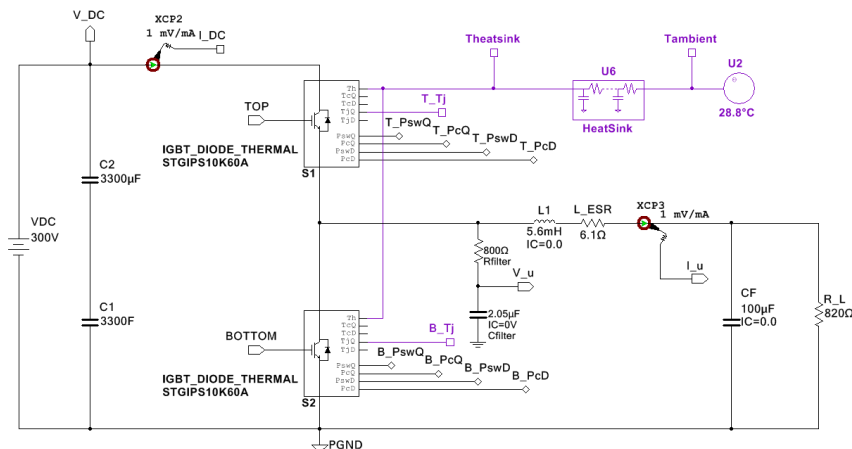 V_DC
XCP2
1 mV/mA
I_DC
Theatsink
Tambient
U6
U2
HeatSink
28.8°C
TOP
Th
TcQ
TcD
TjQ
TjD
PswQ
PcQ
PswD
PcD
T_Tj
T_PswQ
T_PcQ
T_PswD
T_PcD
IGBT_DIODE_THERMAL
STGIPS10K60A
S1
C2
3300µF
VDC
300V
C1
3300F
L1
5.6mH
IC=0.0
L_ESR
6.1Ω
XCP3
1 mV/mA
800Ω
Rfilter
V_u
I_u
2.05µF
IC=0V
Cfilter
CF
100µF
IC=0.0
R_L
820Ω
BOTTOM
Th
TcQ
TcD
TjQ
TjD
PswQ
PcQ
PswD
PcD
B_Tj
B_PswQ
B_PcQ
B_PswD
B_PcD
IGBT_DIODE_THERMAL
STGIPS10K60A
S2
PGND